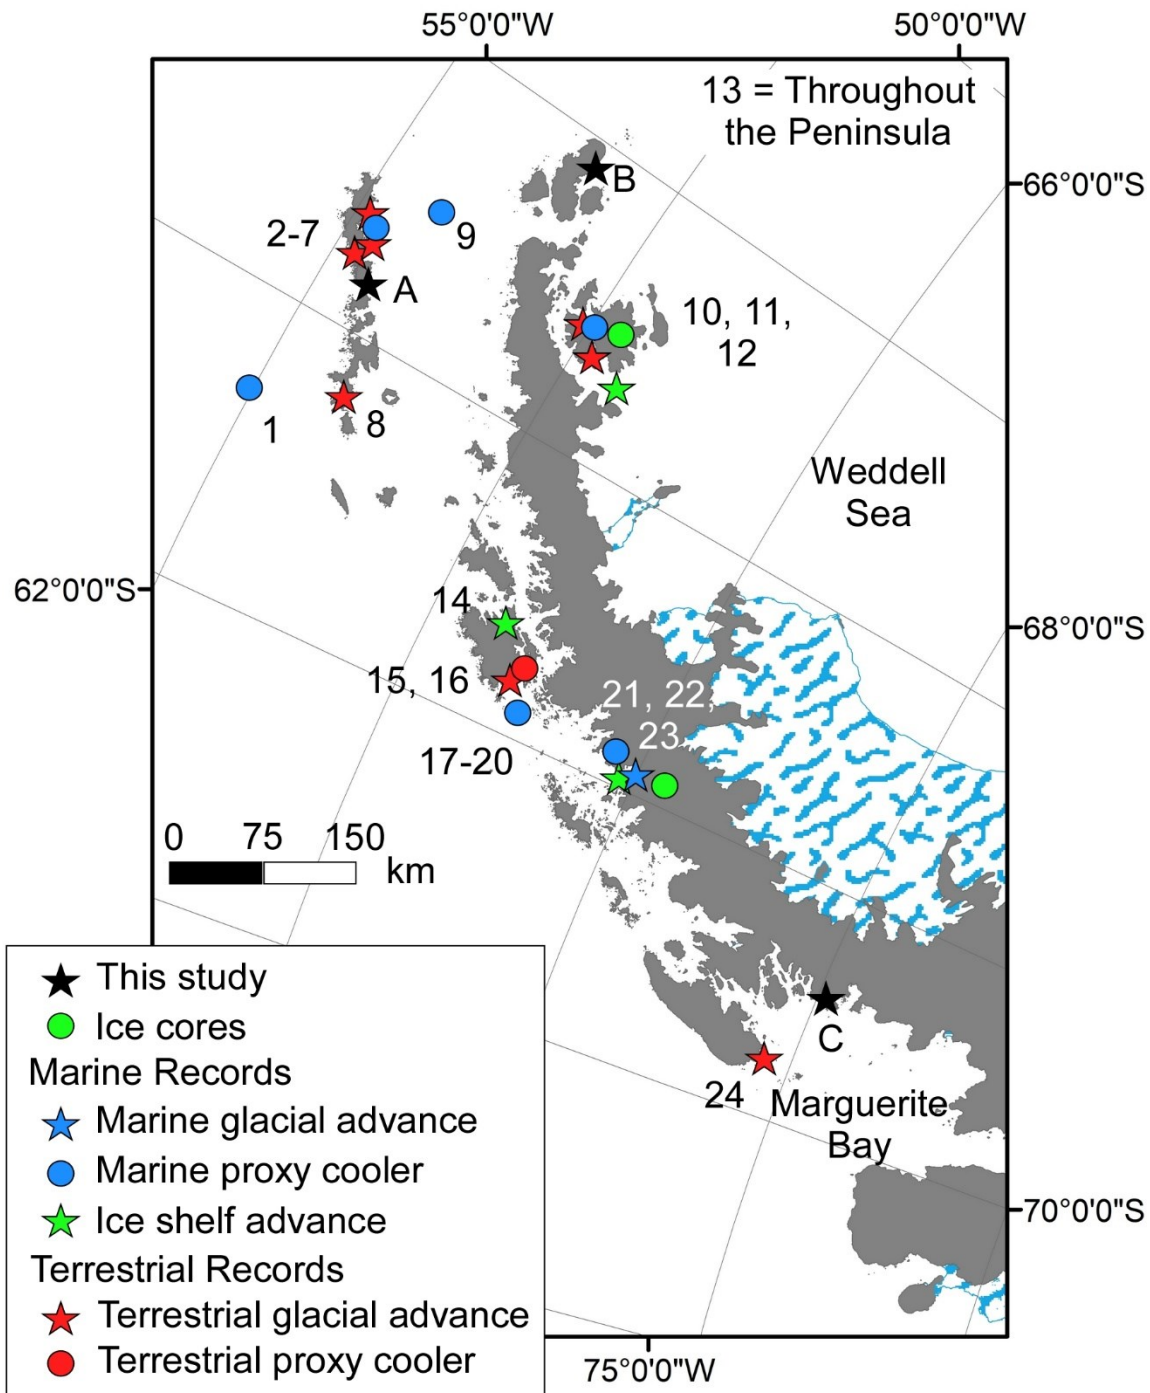 55°0'0"W
50°0'0"W
13 = Throughout
the Peninsula
66°0'0"S
B
2-7
9
A
10, 11,
12
1
8
Weddell
Sea
62°0'0"S
14
68°0'0"S
15, 16
21, 22,
23
17-20
0 75 150
km
This study
Ice cores
Marine Records
Marine glacial advance
Marine proxy cooler
Ice shelf advance
Terrestrial Records
Terrestrial glacial advance
Terrestrial proxy cooler
C
24
Marguerite
Bay
70°0'0"S
75°0'0"W